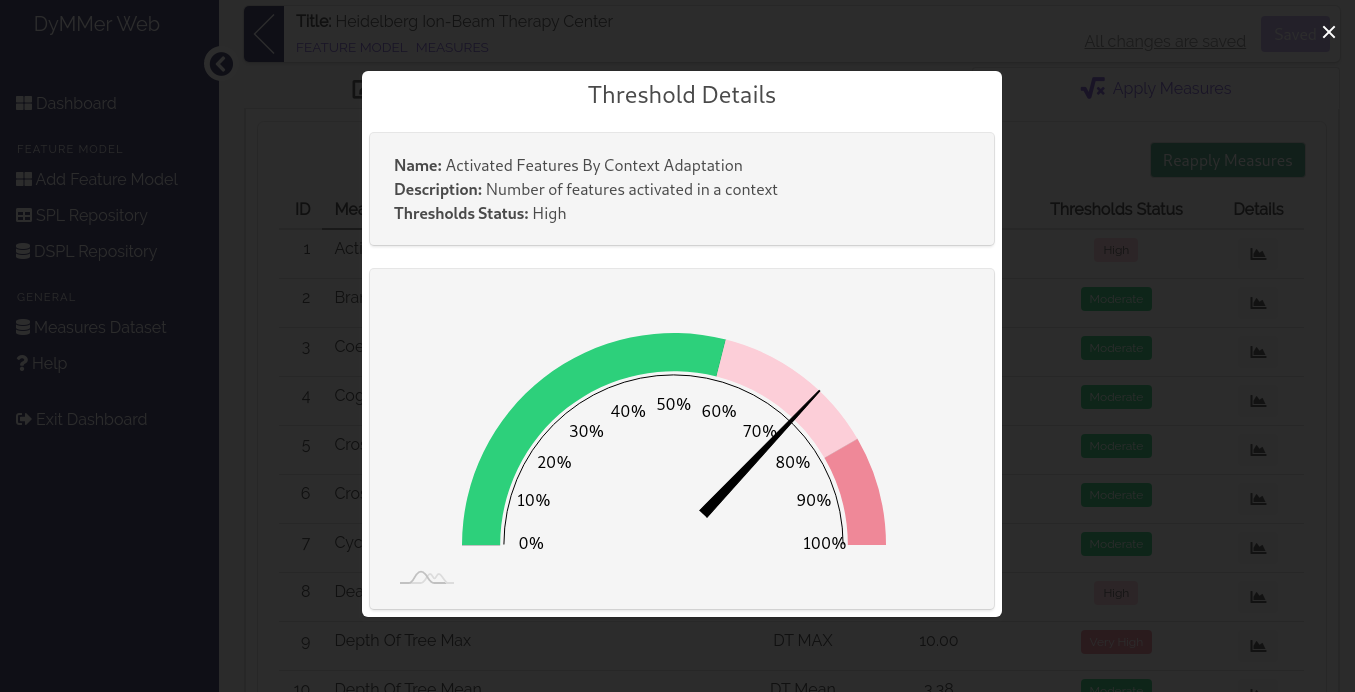 DyMMer Web
Title: Heidelberg Ion-Beam Therapy Center
FEATURE MODEL MEASURES
All changes are saved
Saved
Dashboard
FEATURE MODEL
Add Feature Model
SPL Repository
DSPL Repository
GENERAL
Measures Dataset
Help
Exit Dashboard
Apply Measures
Reapply Measures
Threshold Details
Name: Activated Features By Context Adaptation
Description: Number of features activated in a context
Thresholds Status: High
0%
10%
20%
30%
40%
50%
60%
70%
80%
90%
100%
ID Mea Thresholds Status Details
1 Acti High
2 Bra Moderate
3 Coe Moderate
4 Cog Moderate
5 Cros Moderate
6 Cros Moderate
7 Cyc Moderate
8 Dea High
9 Depth Of Tree Max DT MAX 10.00 Very High
10 Depth Of Tree Mean DT Mean 3.38 Moderate